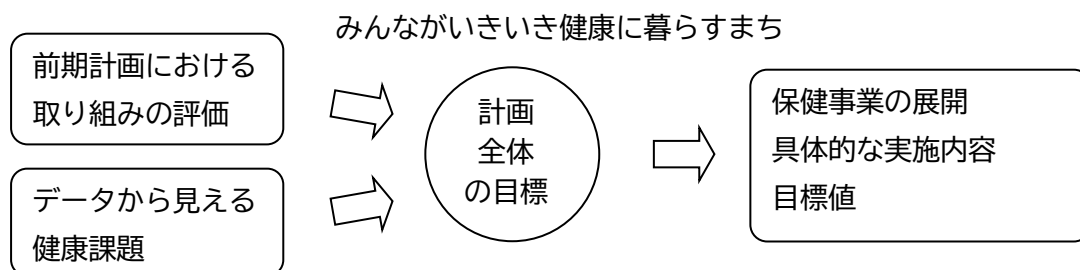 みんながいきいき健康に暮らすまち
前期計画における
取り組みの評価
データから見える
健康課題
計画
全体
の目標
保健事業の展開
具体的な実施内容
目標値